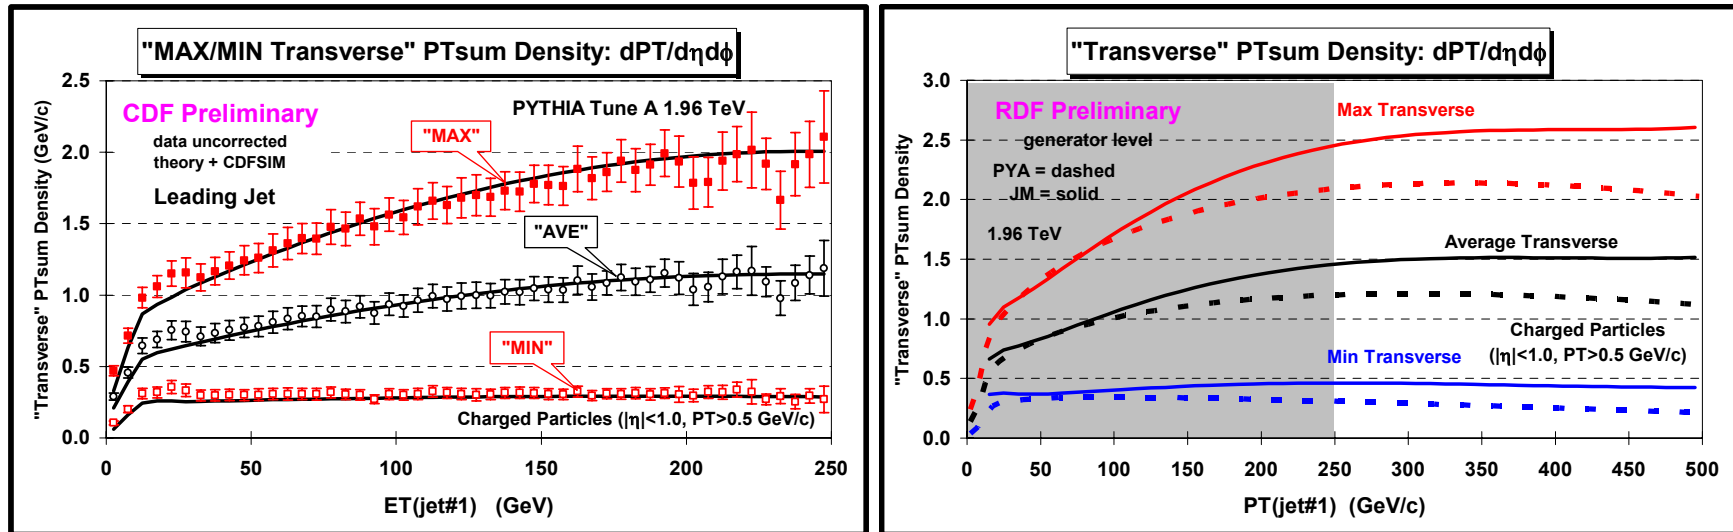 "MAX/MIN Transverse" PTsum Density: dPT/dηdϕ
2.5
2.0
1.5
1.0
0.5
0.0
"Transverse" PTsum Density (GeV/c)
CDF Preliminary
data uncorrected
theory + CDFSIM
Leading Jet
PYTHIA Tune A 1.96 TeV
"MAX"
"AVE"
"MIN"
Charged Particles (|η|<1.0, PT>0.5 GeV/c)
0 50 100 150 200 250
ET(jet#1) (GeV)
"Transverse" PTsum Density: dPT/dηdϕ
3.0
2.5
2.0
1.5
1.0
0.5
0.0
"Transverse" PTsum Density
RDF Preliminary
generator level
PYA = dashed
JM = solid
1.96 TeV
Max Transverse
Average Transverse
Charged Particles
(|η|<1.0, PT>0.5 GeV/c)
Min Transverse
0 50 100 150 200 250 300 350 400 450 500
PT(jet#1) (GeV/c)